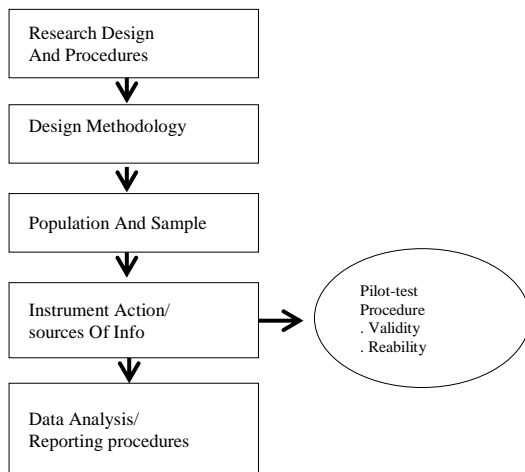 Research Design
And Procedures
Design Methodology
Population And Sample
Instrument Action/
sources Of Info
Pilot-test
Procedure
. Validity
. Reability
Data Analysis/
Reporting procedures